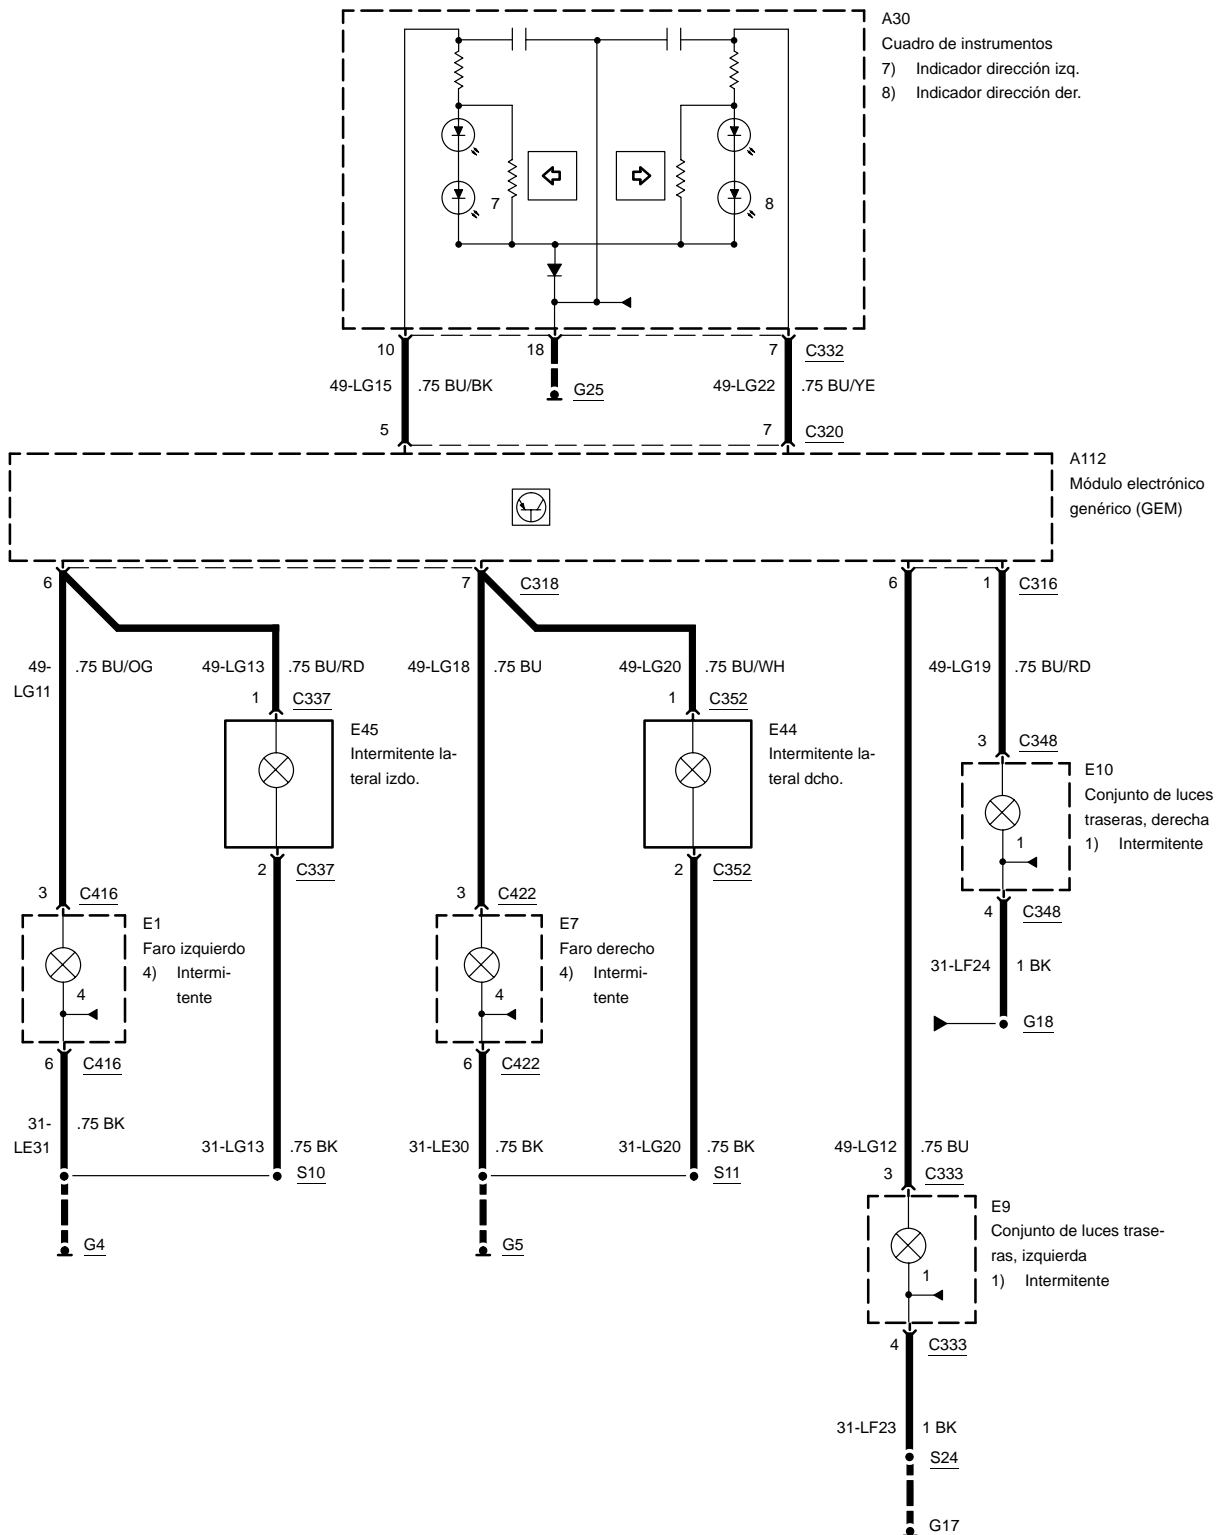 A30
Cuadro de instrumentos
7) Indicador dirección izq.
8) Indicador dirección der.
7
8
10
18
7
C332
49-LG15
.75 BU/BK
G25
49-LG22
.75 BU/YE
5
7
C320
A112
Módulo electrónico
genérico (GEM)
6
7
C318
6
1
C316
49-
LG11
.75 BU/OG
49-LG13
.75 BU/RD
49-LG18
.75 BU
49-LG20
.75 BU/WH
49-LG19
.75 BU/RD
1
C337
1
C352
E45
Intermitente la-
teral izdo.
E44
Intermitente la-
teral dcho.
3
C348
E10
Conjunto de luces
traseras, derecha
1) Intermitente
1
2
C337
2
C352
3
C416
3
C422
4
C348
E1
Faro izquierdo
4) Intermi-
tente
4
E7
Faro derecho
4) Intermi-
tente
4
31-LF24
1 BK
G18
6
C416
6
C422
31-
LE31
.75 BK
31-LG13
.75 BK
31-LE30
.75 BK
31-LG20
.75 BK
49-LG12
.75 BU
S10
S11
3
C333
G4
G5
E9
Conjunto de luces trase-
ras, izquierda
1) Intermitente
1
4
C333
31-LF23
1 BK
S24
G17